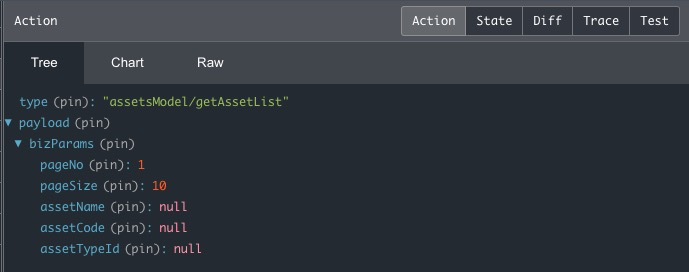 Action Action State Diff Trace Test
Tree Chart Raw
type (pin): "assetsModel/getAssetList"
payload (pin)
bizParams (pin)
pageNo (pin): 1
pageSize (pin): 10
assetName (pin): null
assetCode (pin): null
assetTypeId (pin): null